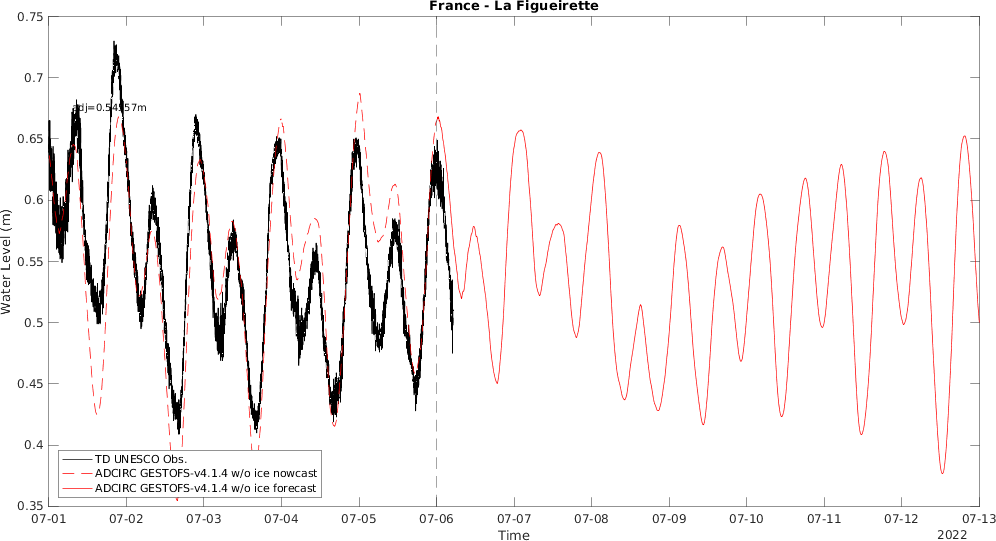 France - La Figueirette
0.75
0.7
0.65
0.6
0.55
0.5
0.45
0.4
0.35
Water Level (m)
TD UNESCO Obs.
ADCIRC GESTOFS-v4.1.4 w/o ice nowcast
ADCIRC GESTOFS-v4.1.4 w/o ice forecast
07-01 07-02 07-03 07-04 07-05 07-06 07-07 07-08 07-09 07-10 07-11 07-12 07-13
Time
2022